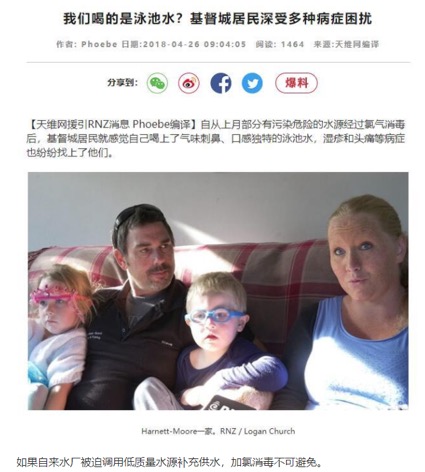 我们喝的是泳池水？基督城居民深受多种病症困扰
作者: Phoebe 日期:2018-04-26 09:04:05 阅读: 1464 来源:天维网编译
分享到:
爆料
【天维网援引RNZ消息 Phoebe编译】自从上月部分有污染危险的水源经过氯气消毒
后，基督城居民就感觉自己喝上了气味刺鼻、口感独特的泳池水，湿疹和头痛等病症
也纷纷找上了他们。
Harnett-Moore一家。RNZ / Logan Church
如果自来水厂被迫调用低质量水源补充供水，加氯消毒不可避免。